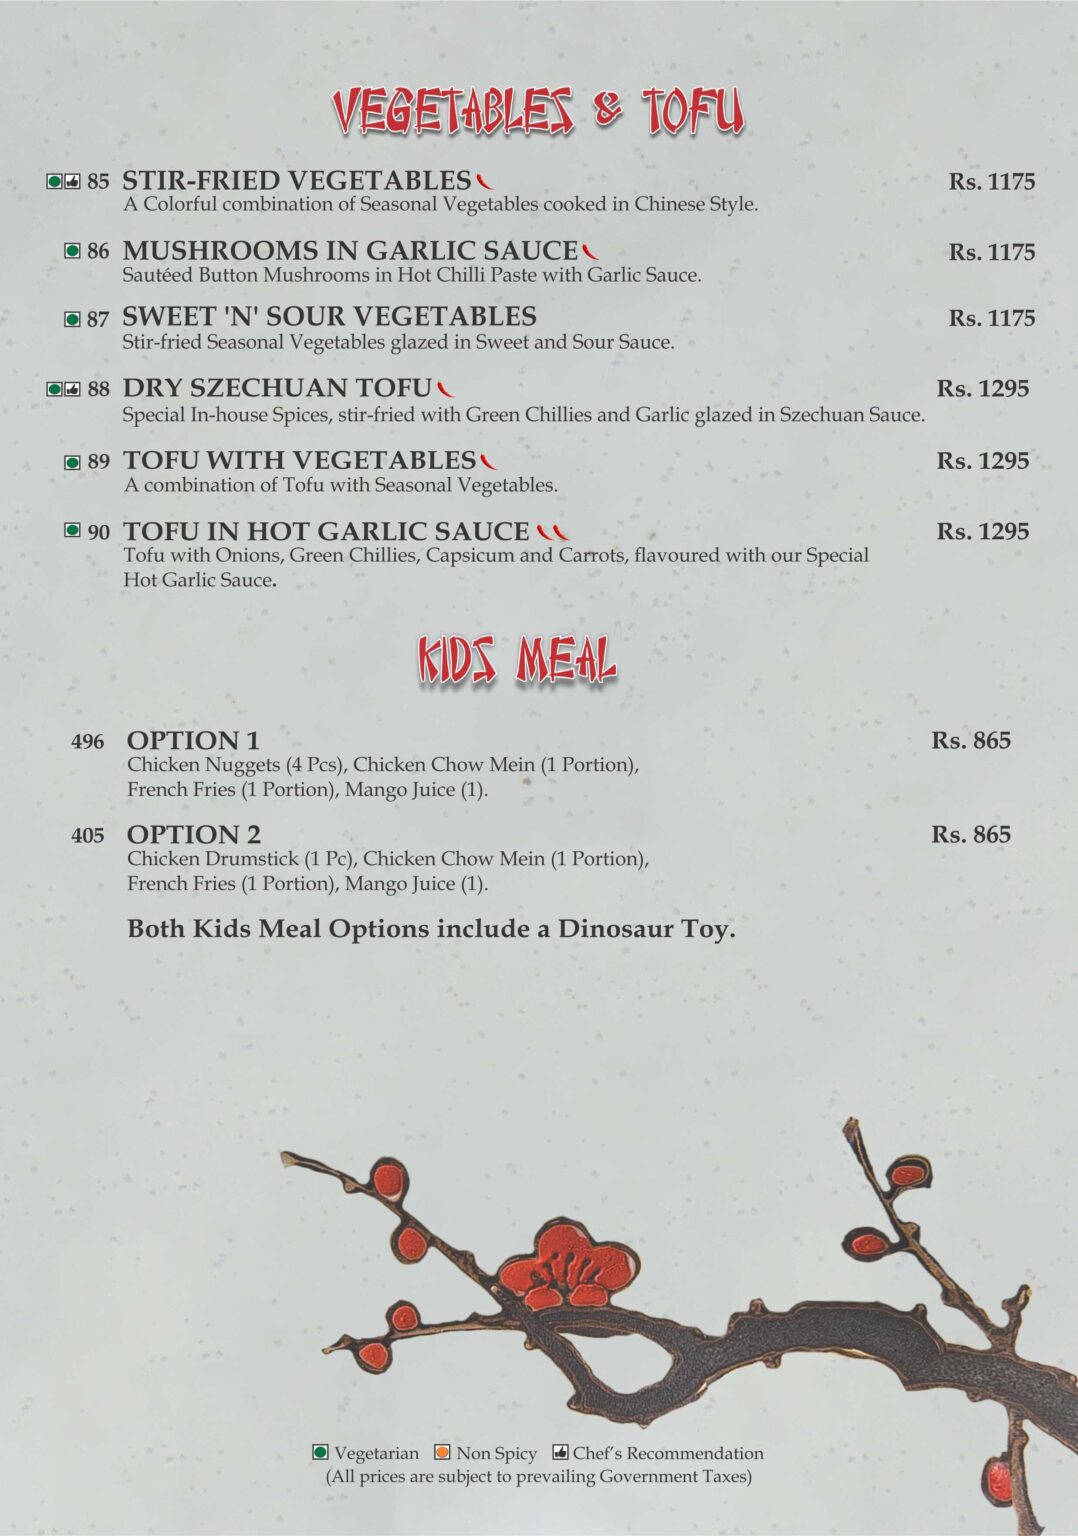 VEGETABLES & TOFU
85 STIR-FRIED VEGETABLES Rs. 1175
A Colorful combination of Seasonal Vegetables cooked in Chinese Style.
86 MUSHROOMS IN GARLIC SAUCE Rs. 1175
Sautéed Button Mushrooms in Hot Chilli Paste with Garlic Sauce.
87 SWEET 'N' SOUR VEGETABLES Rs. 1175
Stir-fried Seasonal Vegetables glazed in Sweet and Sour Sauce.
88 DRY SZECHUAN TOFU Rs. 1295
Special In-house Spices, stir-fried with Green Chillies and Garlic glazed in Szechuan Sauce.
89 TOFU WITH VEGETABLES Rs. 1295
A combination of Tofu with Seasonal Vegetables.
90 TOFU IN HOT GARLIC SAUCE Rs. 1295
Tofu with Onions, Green Chillies, Capsicum and Carrots, flavoured with our Special
Hot Garlic Sauce.
KIDS MEAL
496 OPTION 1 Rs. 865
Chicken Nuggets (4 Pcs), Chicken Chow Mein (1 Portion),
French Fries (1 Portion), Mango Juice (1).
405 OPTION 2 Rs. 865
Chicken Drumstick (1 Pc), Chicken Chow Mein (1 Portion),
French Fries (1 Portion), Mango Juice (1).
Both Kids Meal Options include a Dinosaur Toy.
Vegetarian Non Spicy Chef's Recommendation
(All prices are subject to prevailing Government Taxes)